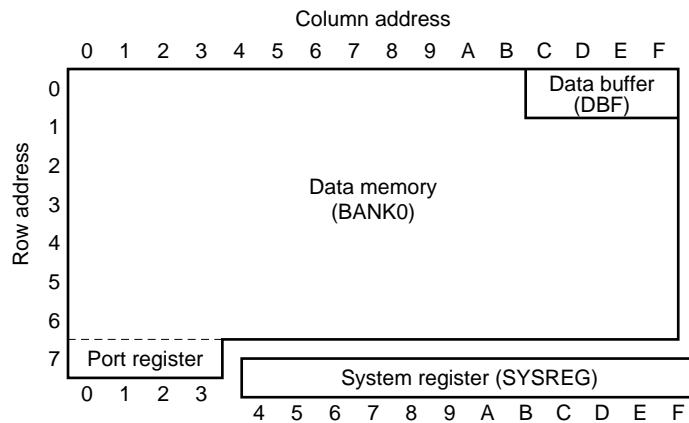 Column address
0 1 2 3 4 5 6 7 8 9 A B C D E F
Row address
0
1
2
3
4
5
6
7
Data buffer
(DBF)
Data memory
(BANK0)
Port register
System register (SYSREG)
0 1 2 3
4 5 6 7 8 9 A B C D E F